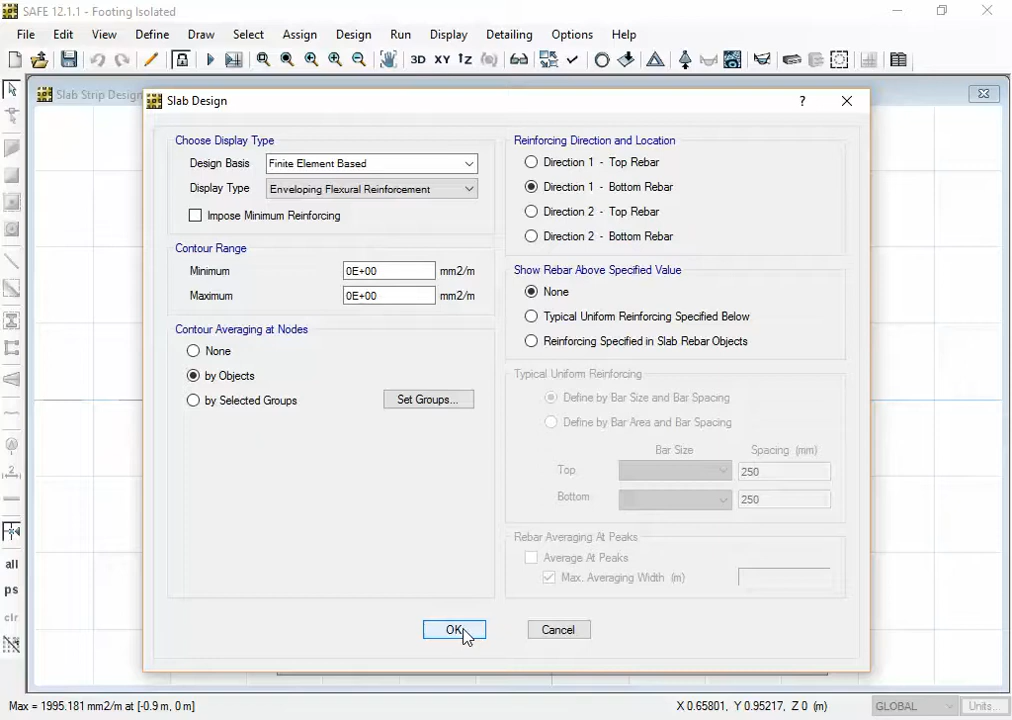 SAFE 12.1.1 - Footing Isolated
File Edit View Define Draw Select Assign Design Run Display Detailing Options Help
3D XY
Slab Strip Design
Slab Design
?
Choose Display Type
Design Basis Finite Element Based
Display Type Enveloping Flexural Reinforcement
Impose Minimum Reinforcing
Contour Range
Minimum 0E+00 mm2/m
Maximum 0E+00 mm2/m
Contour Averaging at Nodes
None
by Objects
by Selected Groups Set Groups...
Reinforcing Direction and Location
Direction 1 - Top Rebar
Direction 1 - Bottom Rebar
Direction 2 - Top Rebar
Direction 2 - Bottom Rebar
Show Rebar Above Specified Value
None
Typical Uniform Reinforcing Specified Below
Reinforcing Specified in Slab Rebar Objects
Typical Uniform Reinforcing
Define by Bar Size and Bar Spacing
Define by Bar Area and Bar Spacing
Bar Size Spacing (mm)
Top 250
Bottom 250
Rebar Averaging At Peaks
Average At Peaks
Max. Averaging Width (m)
OK Cancel
all
ps
clr
Max = 1995.181 mm2/m at [-0.9 m, 0 m] X 0.65801, Y 0.95217, Z 0 (m) GLOBAL Units...